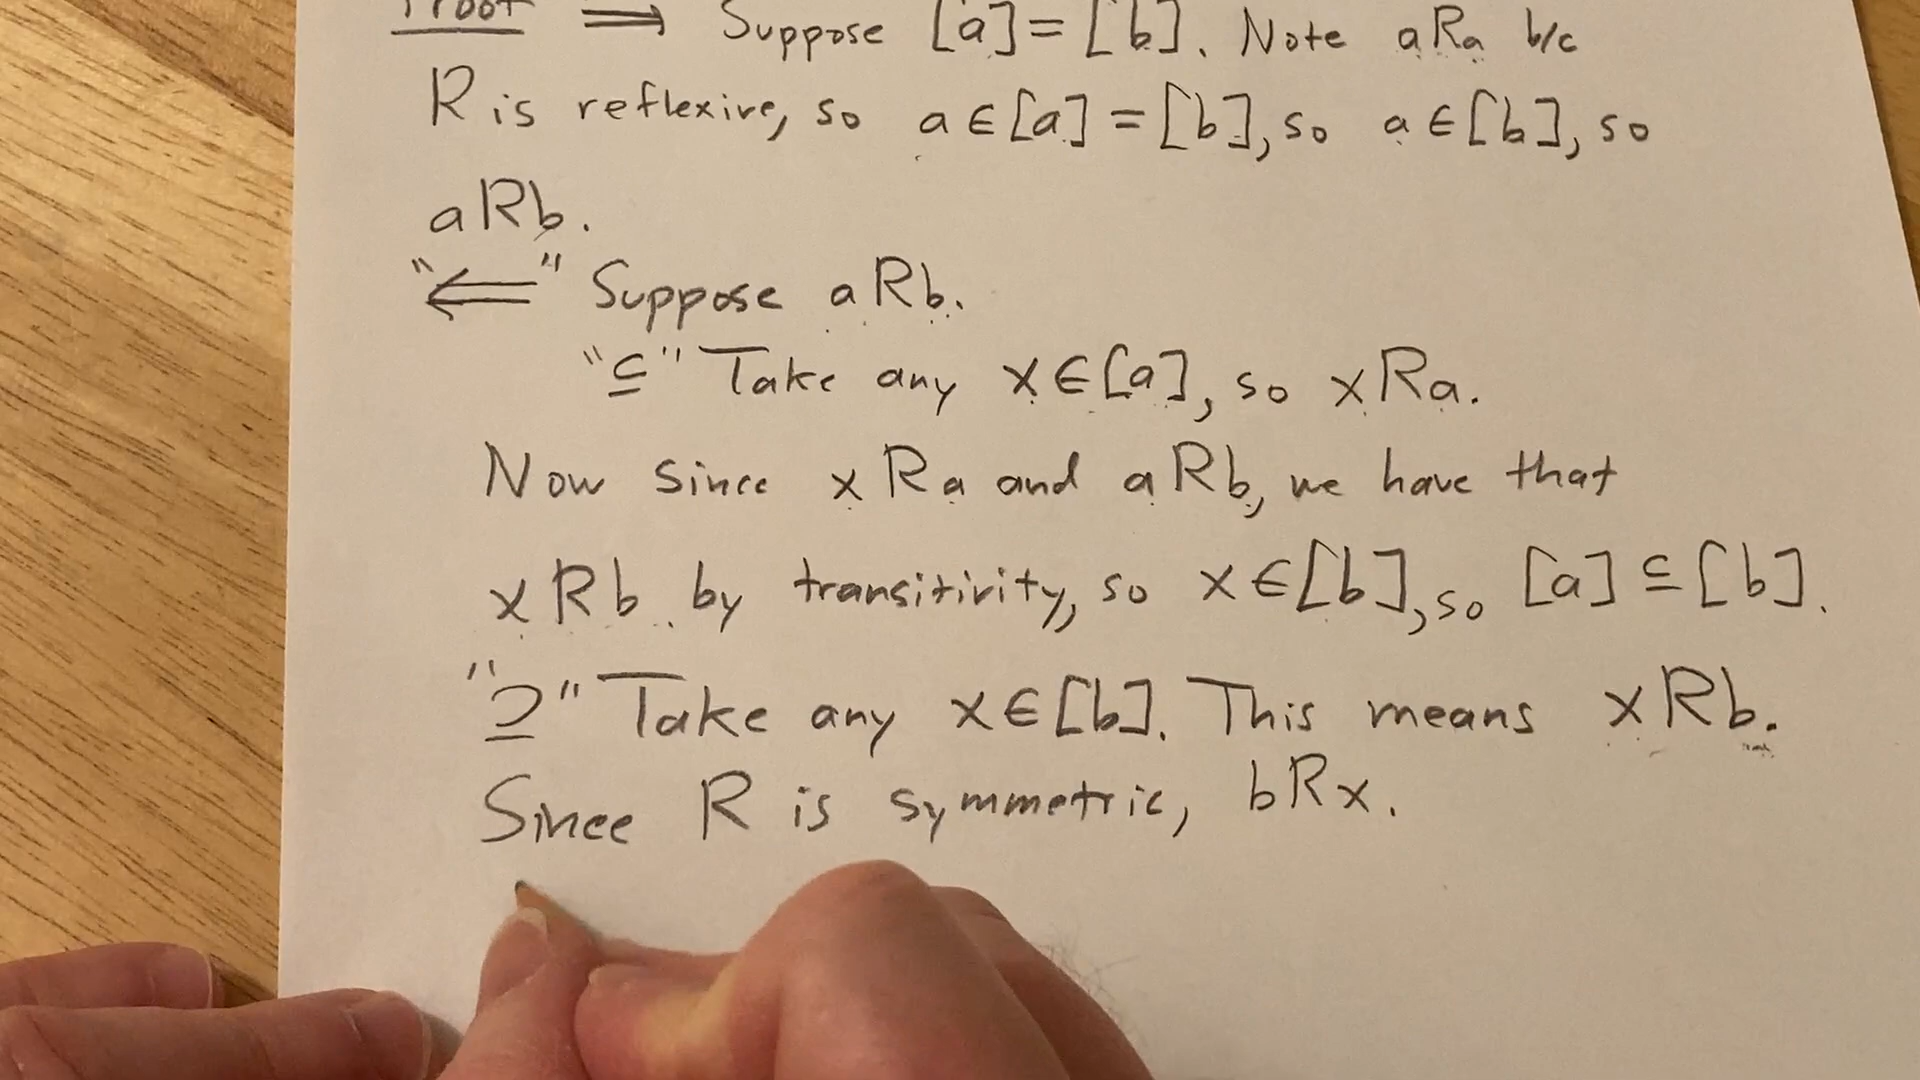 Proof ⟹ Suppose [a]=[b]. Note aRa b/c
R is reflexive, so a∈[a]=[b], so a∈[b], so
aRb.
"⟸" Suppose aRb.
"⊆" Take any x∈[a], so xRa.
Now since xRa and aRb, we have that
xRb by transitivity, so x∈[b], so [a]⊆[b].
"⊇" Take any x∈[b]. This means xRb.
Since R is symmetric, bRx.